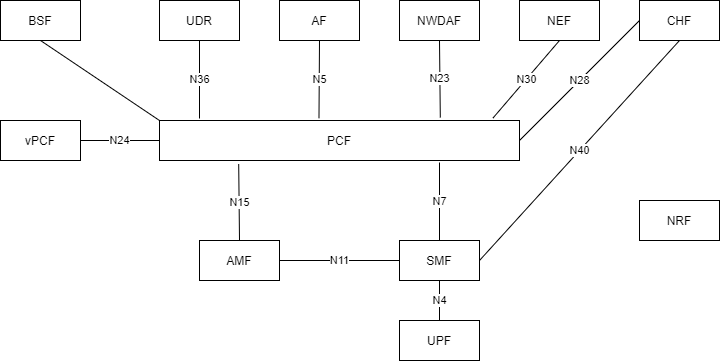 BSF
UDR
AF
NWDAF
NEF
CHF
N36
N5
N23
N30
N28
vPCF
N24
PCF
N40
N15
N7
NRF
AMF
N11
SMF
N4
UPF